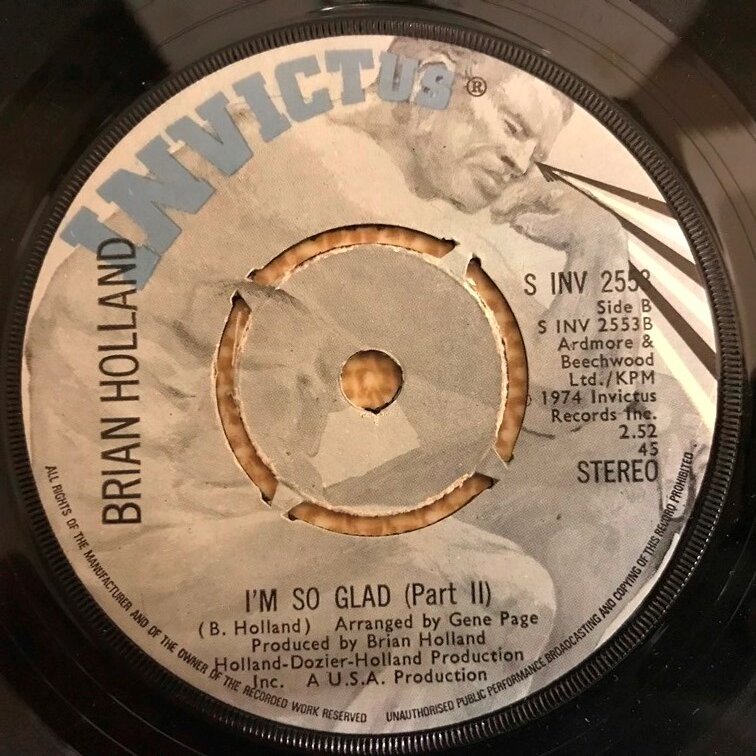 INVICTUS®
BRIAN HOLLAND
S INV 2553
Side B
S INV 2553B
Ardmore &
Beechwood
Ltd./KPM
℗ 1974 Invictus
Records Inc.
2.52
45
STEREO
I'M SO GLAD (Part II)
(B. Holland) Arranged by Gene Page
Produced by Brian Holland
Holland-Dozier-Holland Production
Inc. A U.S.A. Production
ALL RIGHTS OF THE MANUFACTURER AND OF THE OWNER OF THE RECORDED WORK RESERVED UNAUTHORISED PUBLIC PERFORMANCE BROADCASTING AND COPYING OF THIS RECORD PROHIBITED